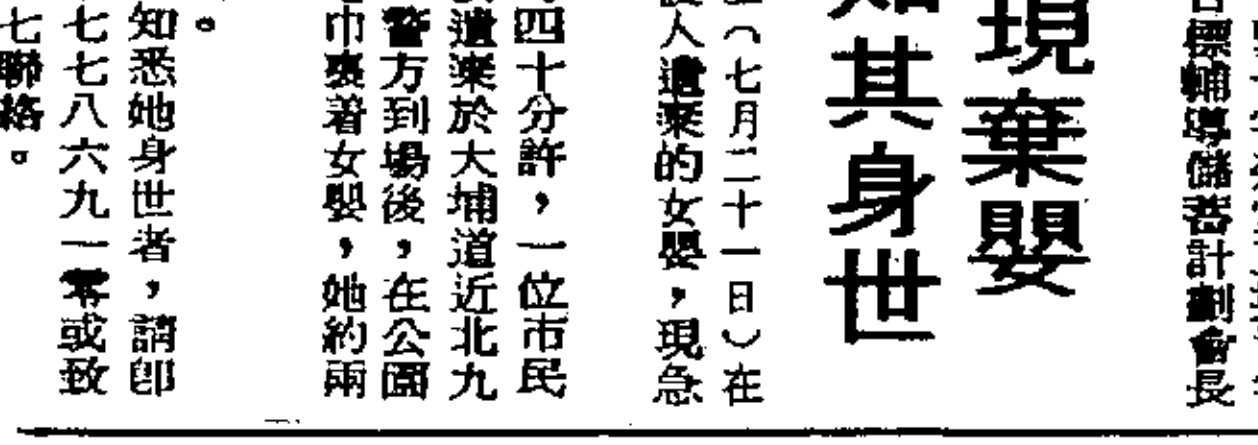 標輔導儲蓄計劃會長
現棄嬰
其身世
（七月二十一日）在
人遺棄的女嬰，現急
四十分許，一位市民
遺棄於大埔道近北九
警方到場後，在公園
巾裹着女嬰，她約兩
。
知悉她身世者，請即
七七八六九一零或致
七聯絡。